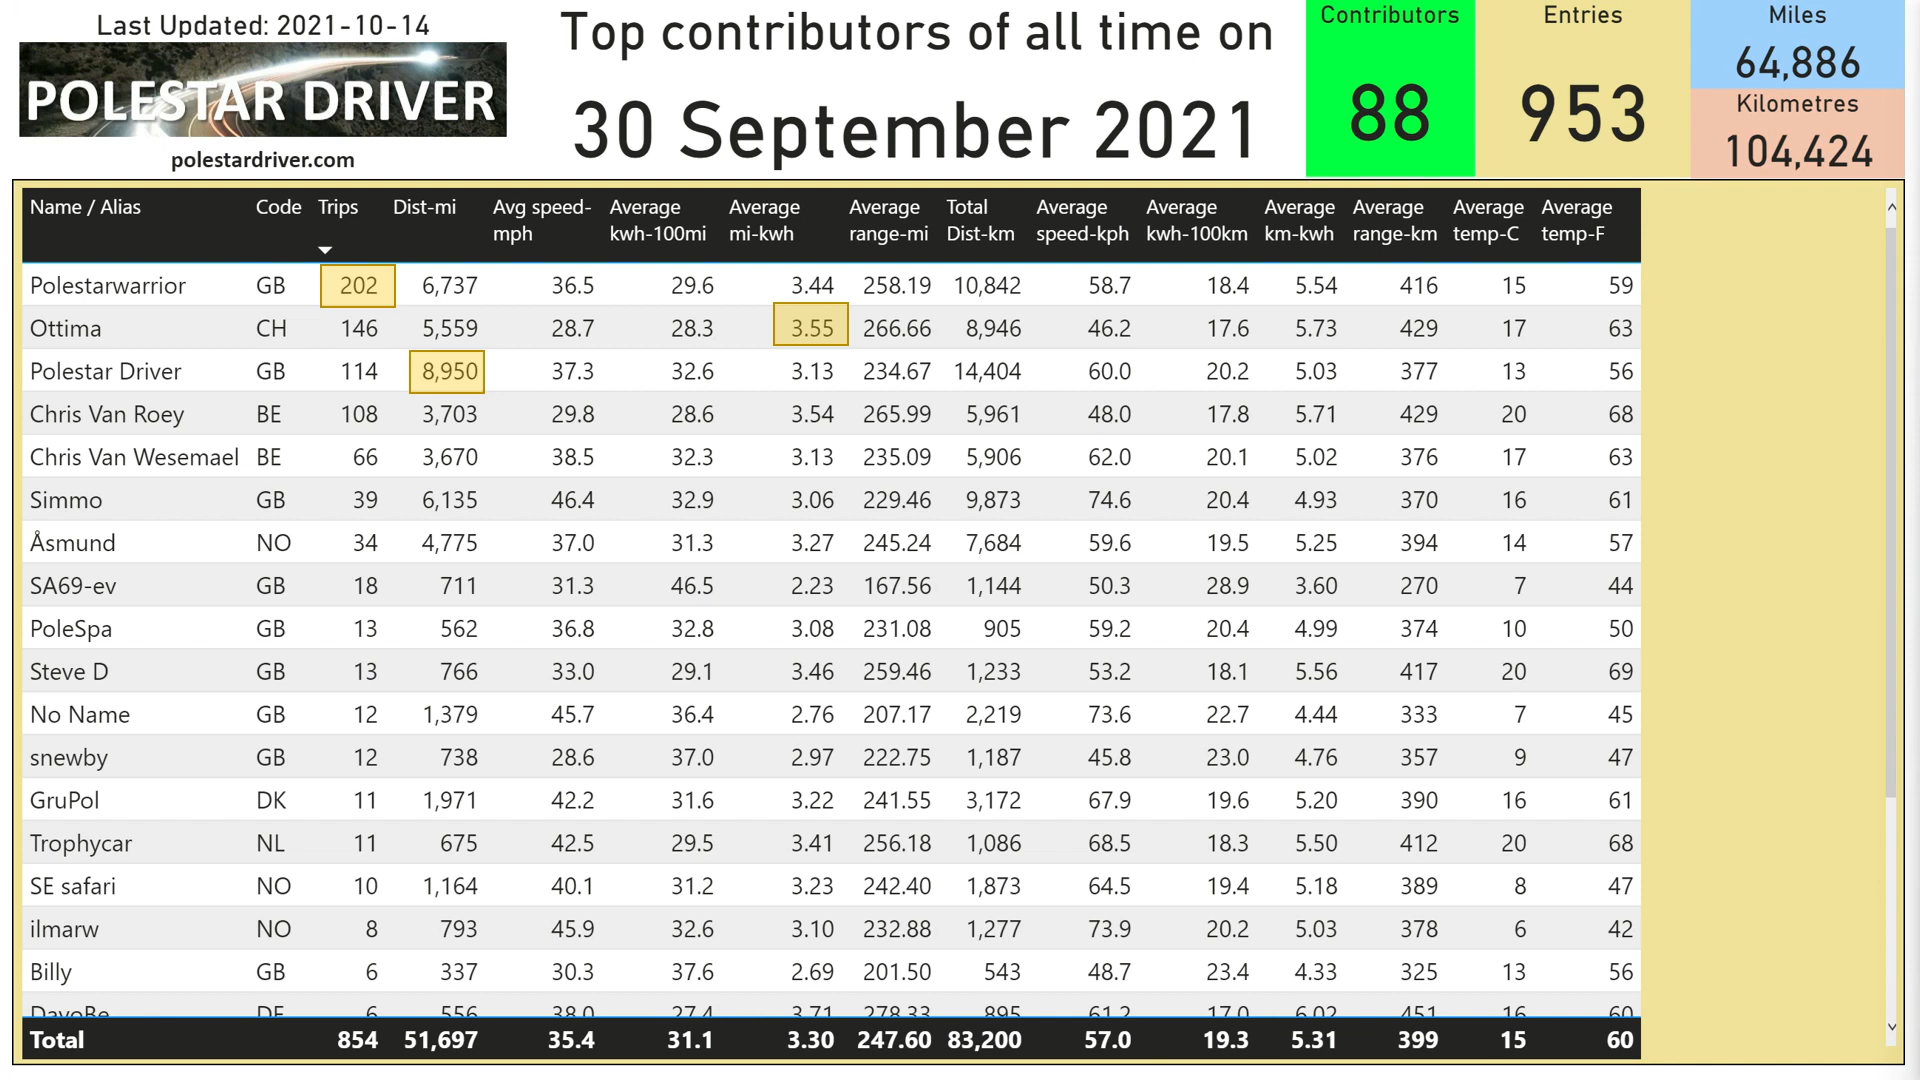 Last Updated: 2021-10-14
POLESTAR DRIVER
polestardriver.com
Top contributors of all time on
30 September 2021
Contributors
88
Entries
953
Miles
64,886
Kilometres
104,424
Name / Alias Code Trips Dist-mi Avg speed-mph Average kwh-100mi Average mi-kwh Average range-mi Total Dist-km Average speed-kph Average kwh-100km Average km-kwh Average range-km Average temp-C Average temp-F
Polestarwarrior GB 202 6,737 36.5 29.6 3.44 258.19 10,842 58.7 18.4 5.54 416 15 59
Ottima CH 146 5,559 28.7 28.3 3.55 266.66 8,946 46.2 17.6 5.73 429 17 63
Polestar Driver GB 114 8,950 37.3 32.6 3.13 234.67 14,404 60.0 20.2 5.03 377 13 56
Chris Van Roey BE 108 3,703 29.8 28.6 3.54 265.99 5,961 48.0 17.8 5.71 429 20 68
Chris Van Wesemael BE 66 3,670 38.5 32.3 3.13 235.09 5,906 62.0 20.1 5.02 376 17 63
Simmo GB 39 6,135 46.4 32.9 3.06 229.46 9,873 74.6 20.4 4.93 370 16 61
Åsmund NO 34 4,775 37.0 31.3 3.27 245.24 7,684 59.6 19.5 5.25 394 14 57
SA69-ev GB 18 711 31.3 46.5 2.23 167.56 1,144 50.3 28.9 3.60 270 7 44
PoleSpa GB 13 562 36.8 32.8 3.08 231.08 905 59.2 20.4 4.99 374 10 50
Steve D GB 13 766 33.0 29.1 3.46 259.46 1,233 53.2 18.1 5.56 417 20 69
No Name GB 12 1,379 45.7 36.4 2.76 207.17 2,219 73.6 22.7 4.44 333 7 45
snewby GB 12 738 28.6 37.0 2.97 222.75 1,187 45.8 23.0 4.76 357 9 47
GruPol DK 11 1,971 42.2 31.6 3.22 241.55 3,172 67.9 19.6 5.20 390 16 61
Trophycar NL 11 675 42.5 29.5 3.41 256.18 1,086 68.5 18.3 5.50 412 20 68
SE safari NO 10 1,164 40.1 31.2 3.23 242.40 1,873 64.5 19.4 5.18 389 8 47
ilmarw NO 8 793 45.9 32.6 3.10 232.88 1,277 73.9 20.2 5.03 378 6 42
Billy GB 6 337 30.3 37.6 2.69 201.50 543 48.7 23.4 4.33 325 13 56
6 556 38.0 27.4 3.71 278.33 895 61.2 17.0 6.02 451 16 60
Total 854 51,697 35.4 31.1 3.30 247.60 83,200 57.0 19.3 5.31 399 15 60